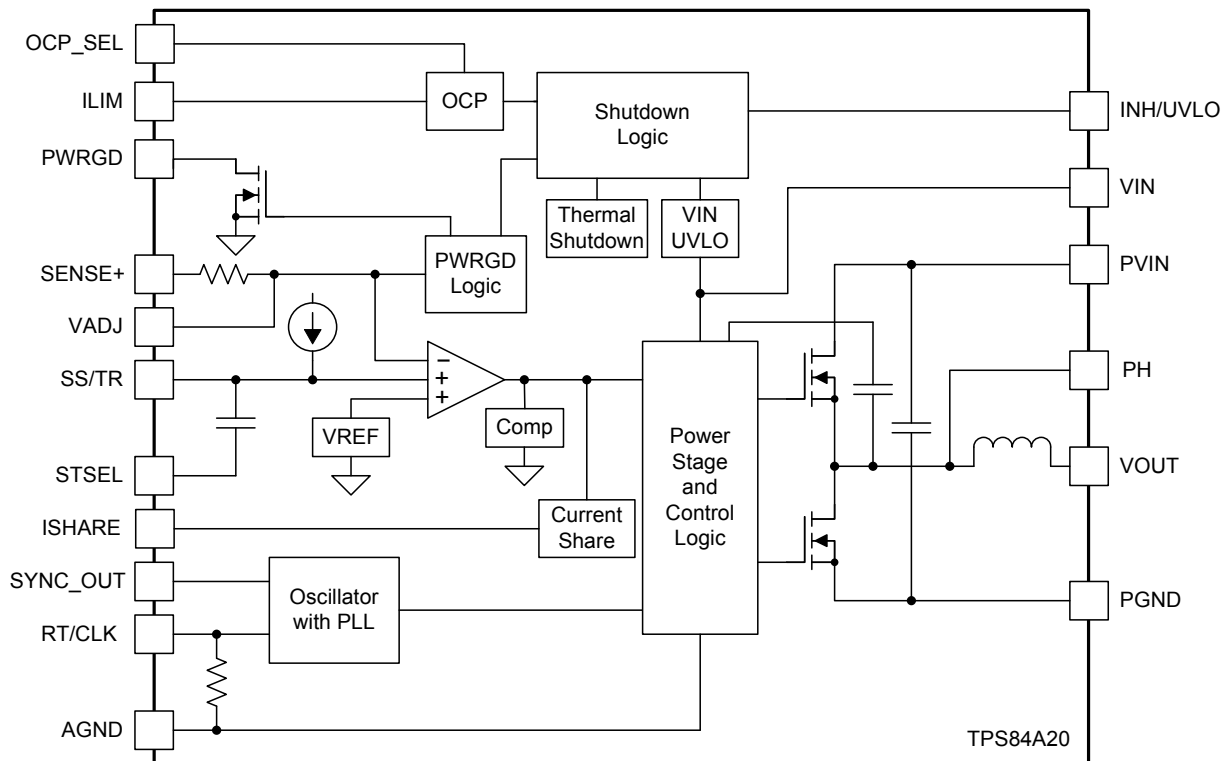 OCP_SEL
ILIM
PWRGD
SENSE+
VADJ
SS/TR
STSEL
ISHARE
SYNC_OUT
RT/CLK
AGND
OCP
Shutdown
Logic
Thermal
Shutdown
VIN
UVLO
PWRGD
Logic
−
+
+
VREF
Comp
Current
Share
Oscillator
with PLL
Power
Stage
and
Control
Logic
INH/UVLO
VIN
PVIN
PH
VOUT
PGND
TPS84A20